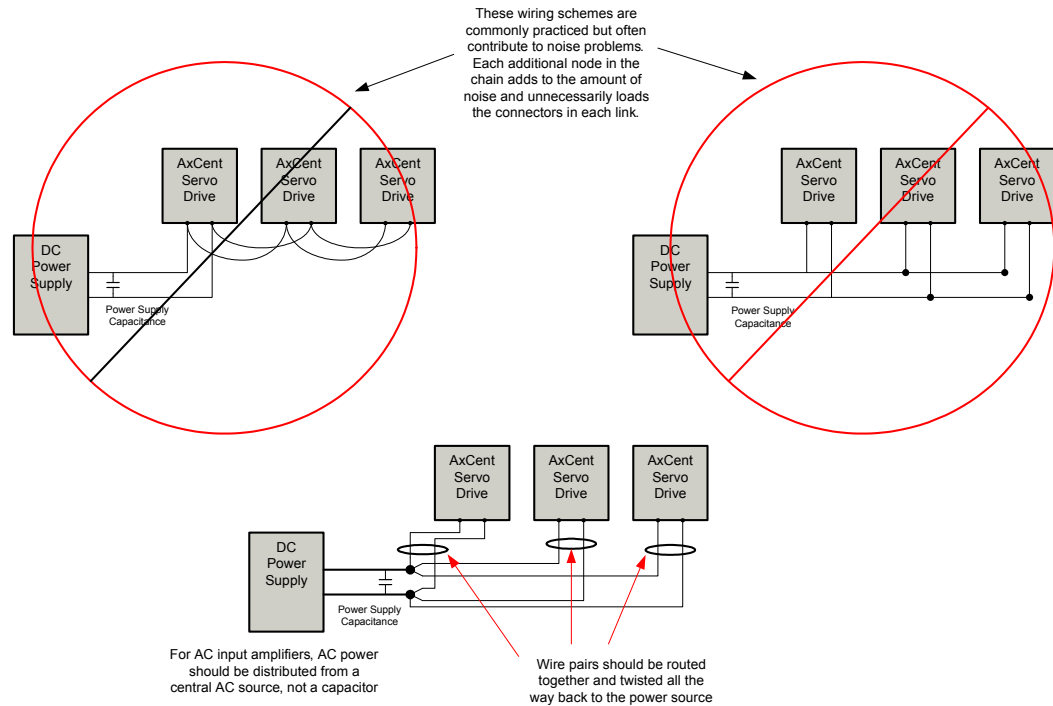 These wiring schemes are
commonly practiced but often
contribute to noise problems.
Each additional node in the
chain adds to the amount of
noise and unnecessarily loads
the connectors in each link.
AxCent
Servo
Drive
AxCent
Servo
Drive
AxCent
Servo
Drive
DC
Power
Supply
Power Supply
Capacitance
AxCent
Servo
Drive
AxCent
Servo
Drive
AxCent
Servo
Drive
DC
Power
Supply
Power Supply
Capacitance
AxCent
Servo
Drive
AxCent
Servo
Drive
AxCent
Servo
Drive
DC
Power
Supply
Power Supply
Capacitance
For AC input amplifiers, AC power
should be distributed from a
central AC source, not a capacitor
Wire pairs should be routed
together and twisted all the
way back to the power source